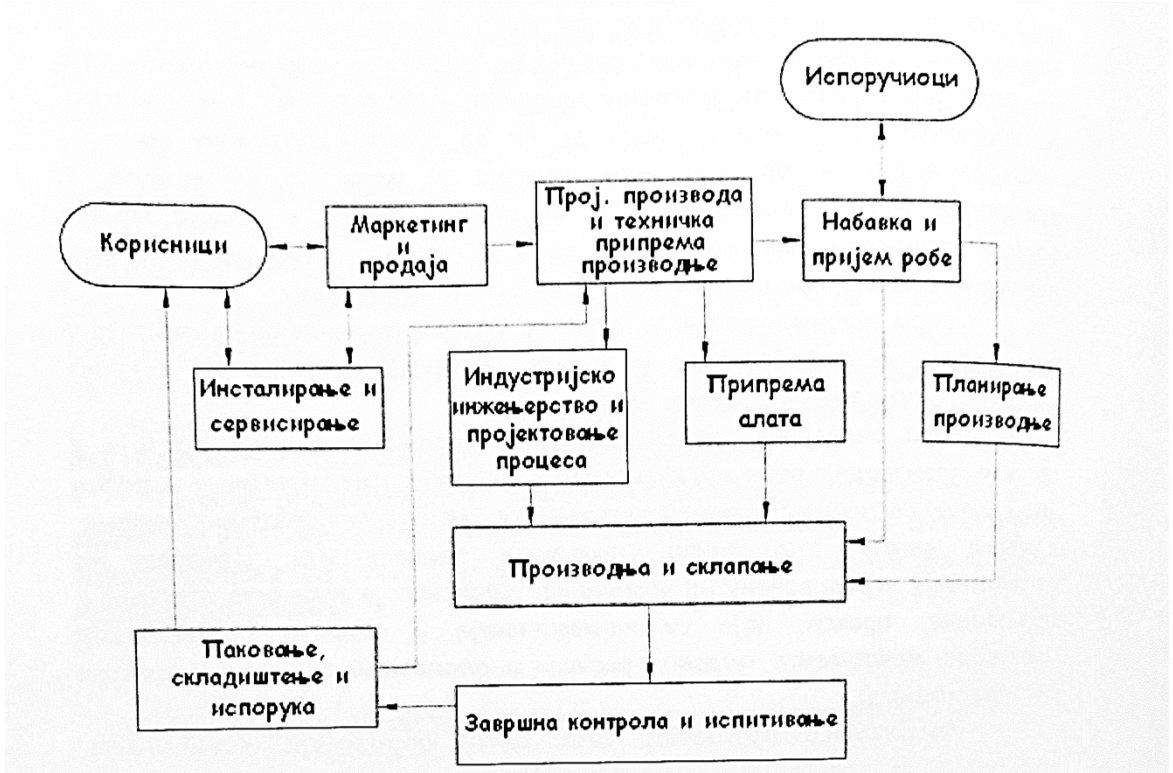 Испоручиоци
Корисници
Маркетинг
и
продаја
Прој. производа
и техничка
припрема
производње
Набавка и
пријем робе
Инсталирање и
сервисирање
Индустријско
инжењерство и
пројектовање
процеса
Припрема
алата
Планирање
производње
Производња и склапање
Паковање,
складиштење и
испорука
Завршна контрола и испитивање